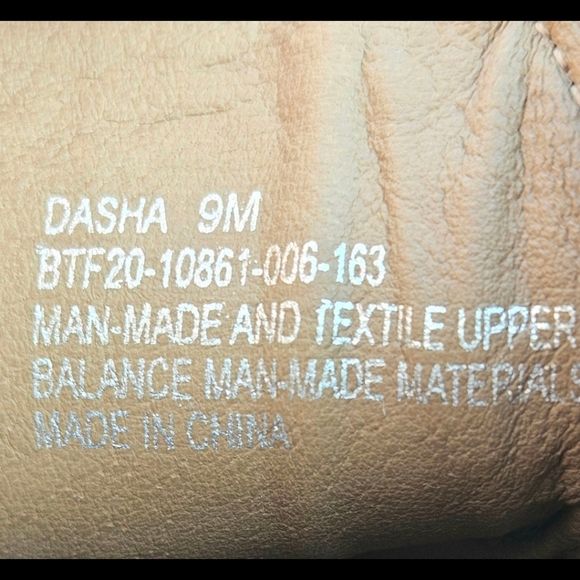 DASHA 9M
BTF20-10861-006-163
MAN-MADE AND TEXTILE UPPER
BALANCE MAN-MADE MATERIALS
MADE IN CHINA